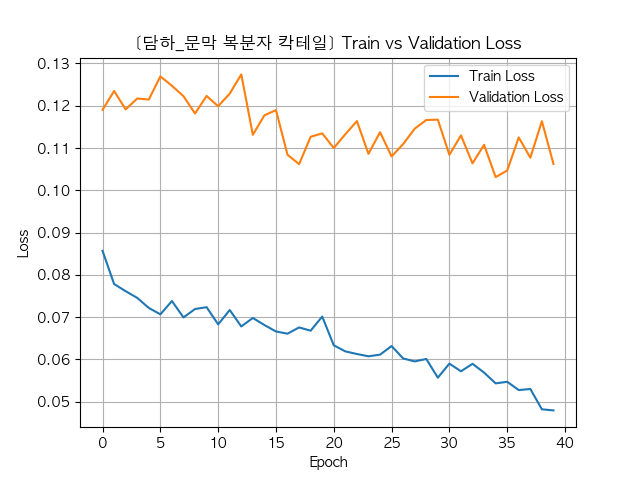 [담하_문막 복분자 칵테일] Train vs Validation Loss
Train Loss
Validation Loss
Loss
0.13
0.12
0.11
0.10
0.09
0.08
0.07
0.06
0.05
0 5 10 15 20 25 30 35 40
Epoch